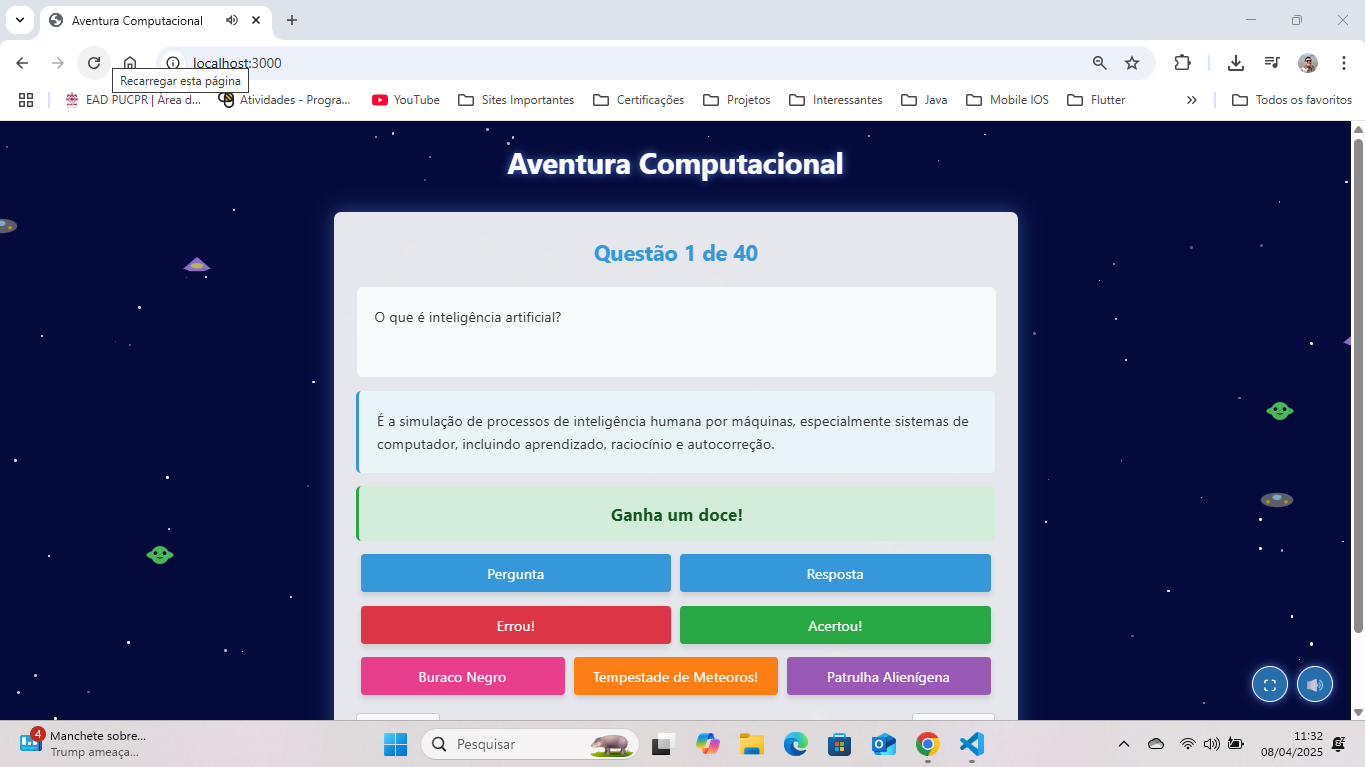 Aventura Computacional
localhost:3000
Recarregar esta página
EAD PUCPR | Área d...
Atividades - Progra...
YouTube
Sites Importantes
Certificações
Projetos
Interessantes
Java
Mobile IOS
Flutter
Todos os favoritos
Aventura Computacional
Questão 1 de 40
O que é inteligência artificial?
É a simulação de processos de inteligência humana por máquinas, especialmente sistemas de
computador, incluindo aprendizado, raciocínio e autocorreção.
Ganha um doce!
Pergunta
Resposta
Errou!
Acertou!
Buraco Negro
Tempestade de Meteoros!
Patrulha Alienígena
4
Manchete sobre...
Trump ameaça...
Pesquisar
11:32
08/04/2025